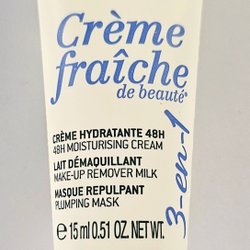 Crème
fraîche
de beauté®
3-en-1
CRÈME HYDRATANTE 48H
48H MOISTURISING CREAM
LAIT DÉMAQUILLANT
MAKE-UP REMOVER MILK
MASQUE REPULPANT
PLUMPING MASK
℮ 15 ml 0.51 OZ. NET WT.